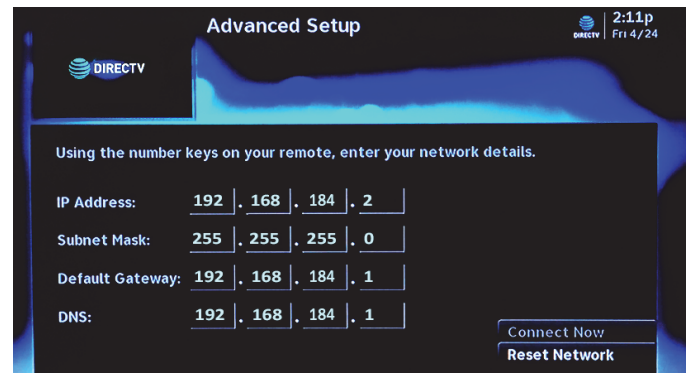 Advanced Setup
DIRECTV
2:11p
Fri 4/24
DIRECTV
Using the number keys on your remote, enter your network details.
IP Address: 192 . 168 . 184 . 2
Subnet Mask: 255 . 255 . 255 . 0
Default Gateway: 192 . 168 . 184 . 1
DNS: 192 . 168 . 184 . 1
Connect Now
Reset Network